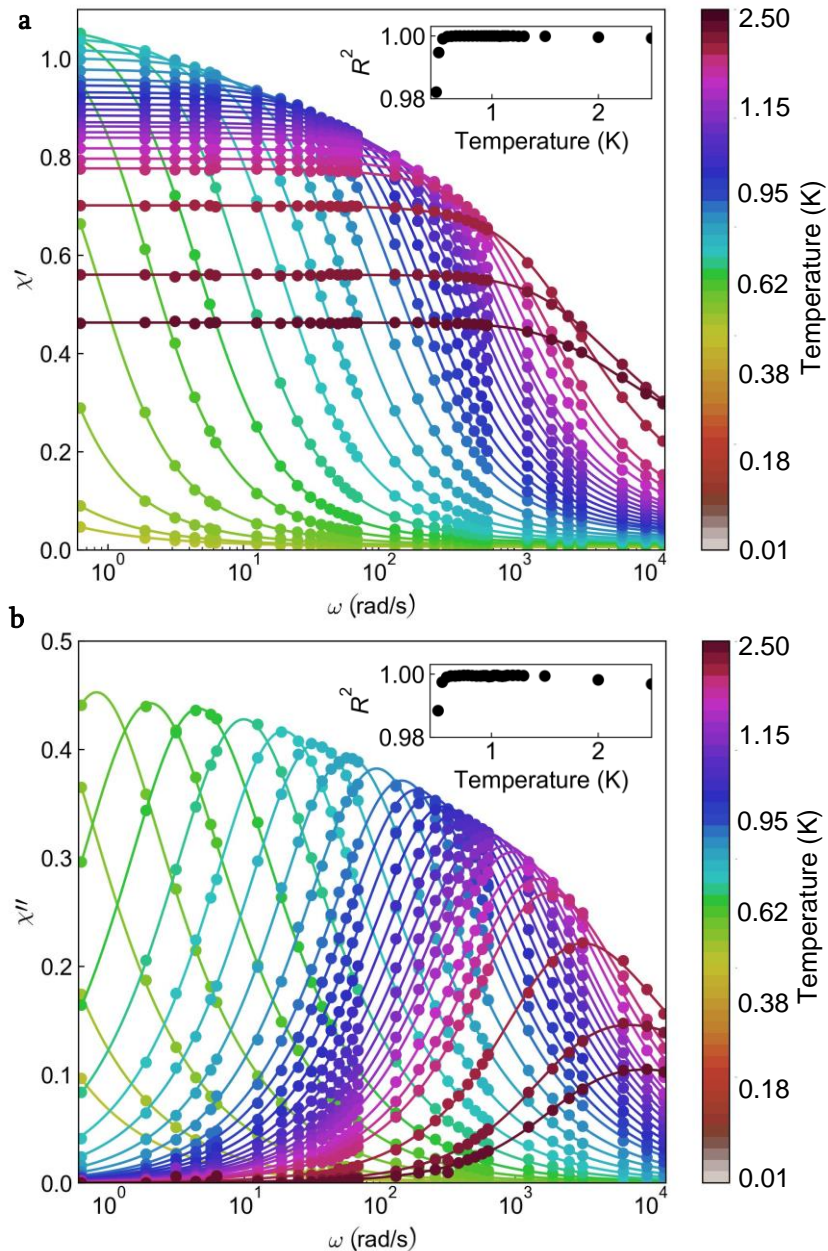 a
1.0
0.8
0.6
0.4
0.2
0.0
χ′
10⁰ 10¹ 10² 10³ 10⁴
ω (rad/s)
1.00
0.98
R²
1 2
Temperature (K)
2.50
1.15
0.95
0.62
0.38
0.18
0.01
Temperature (K)
b
0.5
0.4
0.3
0.2
0.1
0.0
χ″
10⁰ 10¹ 10² 10³ 10⁴
ω (rad/s)
1.00
0.98
R²
1 2
Temperature (K)
2.50
1.15
0.95
0.62
0.38
0.18
0.01
Temperature (K)